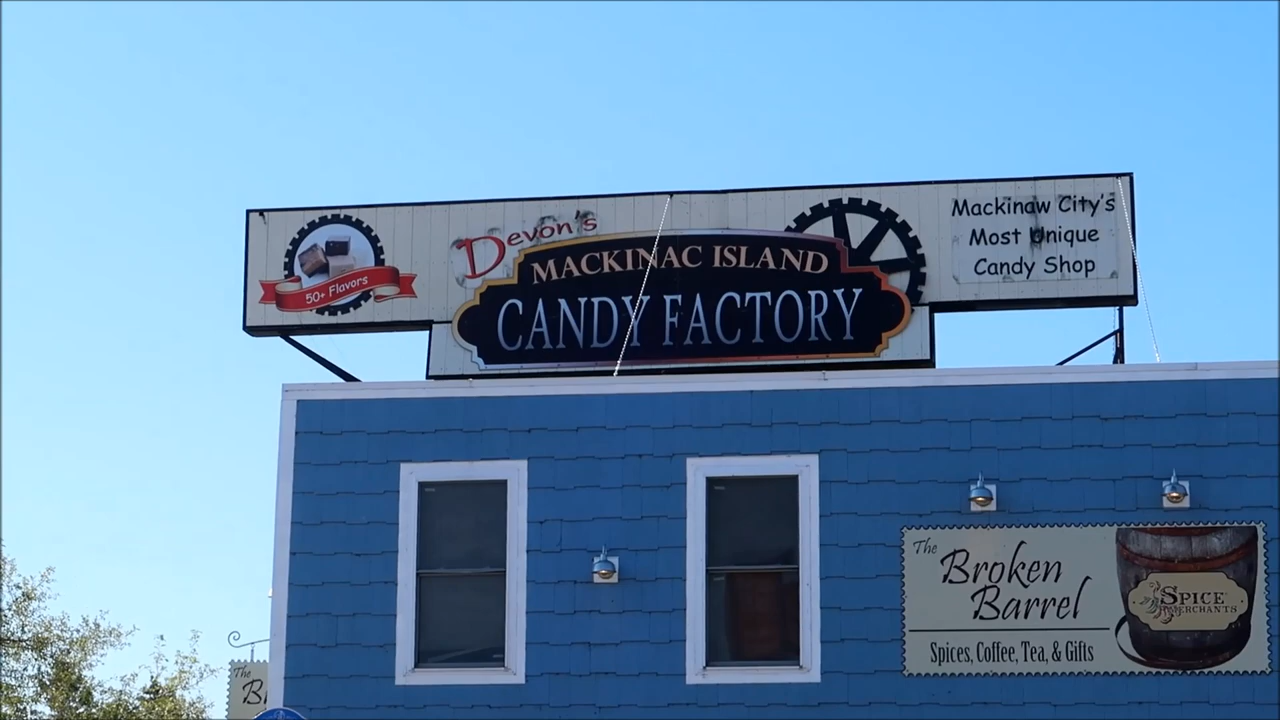 50+ Flavors
Devon's
MACKINAC ISLAND
CANDY FACTORY
Mackinaw City's
Most Unique
Candy Shop
The
Broken
Barrel
Spices, Coffee, Tea, & Gifts
SPICE
MERCHANTS
The
B